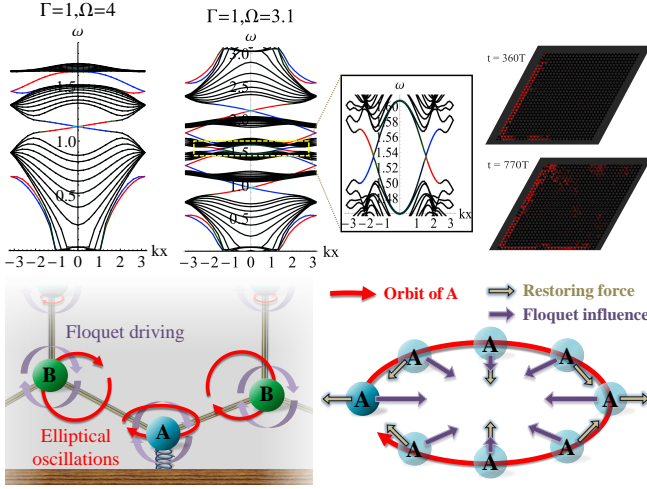 Γ=1,Ω=4
ω
1.5
1.0
0.5
kx
−3−2−1 0 1 2 3
Γ=1,Ω=3.1
ω
3.0
2.5
2.0
1.5
1.0
0.5
kx
−3−2−1 0 1 2 3
ω
1.60
1.58
1.56
1.54
1.52
1.50
1.48
kx
−3−2−1 0 1 2 3
t = 360T
t = 770T
Floquet driving
B
B
A
Elliptical
oscillations
Orbit of A
Restoring force
Floquet influence
A
A
A
A
A
A
A
A